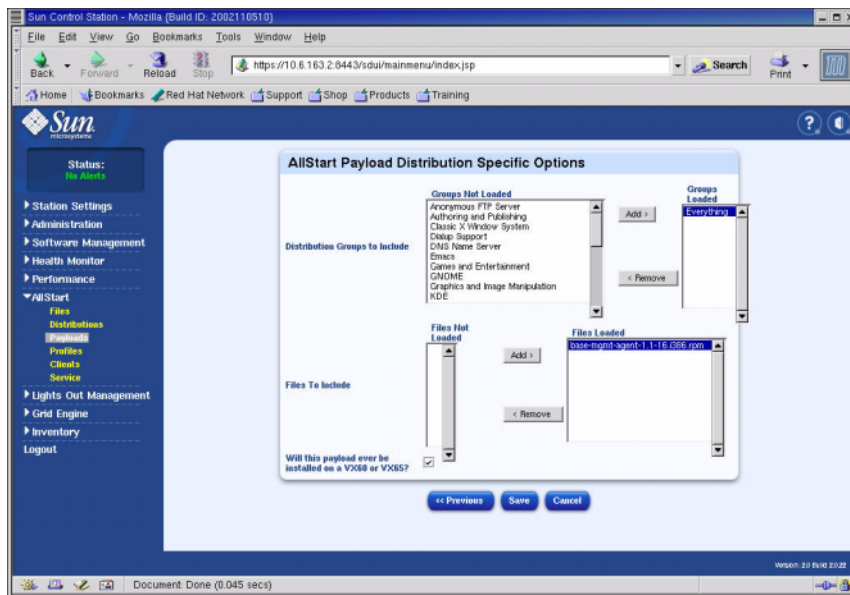 Sun Control Station - Mozilla {Build ID: 2002110510}
File Edit View Go Bookmarks Tools Window Help
Back Forward Reload Stop https://10.6.163.2:8443/sdui/mainmenu/index.jsp Search Print
Home Bookmarks Red Hat Network Support Shop Products Training
Sun
microsystems
Status:
No Alerts
Station Settings
Administration
Software Management
Health Monitor
Performance
AllStart
Files
Distributions
Payloads
Profiles
Clients
Service
Lights Out Management
Grid Engine
Inventory
Logout
AllStart Payload Distribution Specific Options
Distribution Groups to Include
Groups Not Loaded
Anonymous FTP Server
Authoring and Publishing
Classic X Window System
Dialup Support
DNS Name Server
Emacs
Games and Entertainment
GNOME
Graphics and Image Manipulation
KDE
Add >
< Remove
Groups
Loaded
Everything
Files To Include
Files Not
Loaded
Add >
< Remove
Files Loaded
base-mgmt-agent-1.1-16.i386.rpm
Will this payload ever be
installed on a VX60 or VX65?
<< Previous Save Cancel
Version: 2.0 Build 2.0.22
Document: Done (0.045 secs)